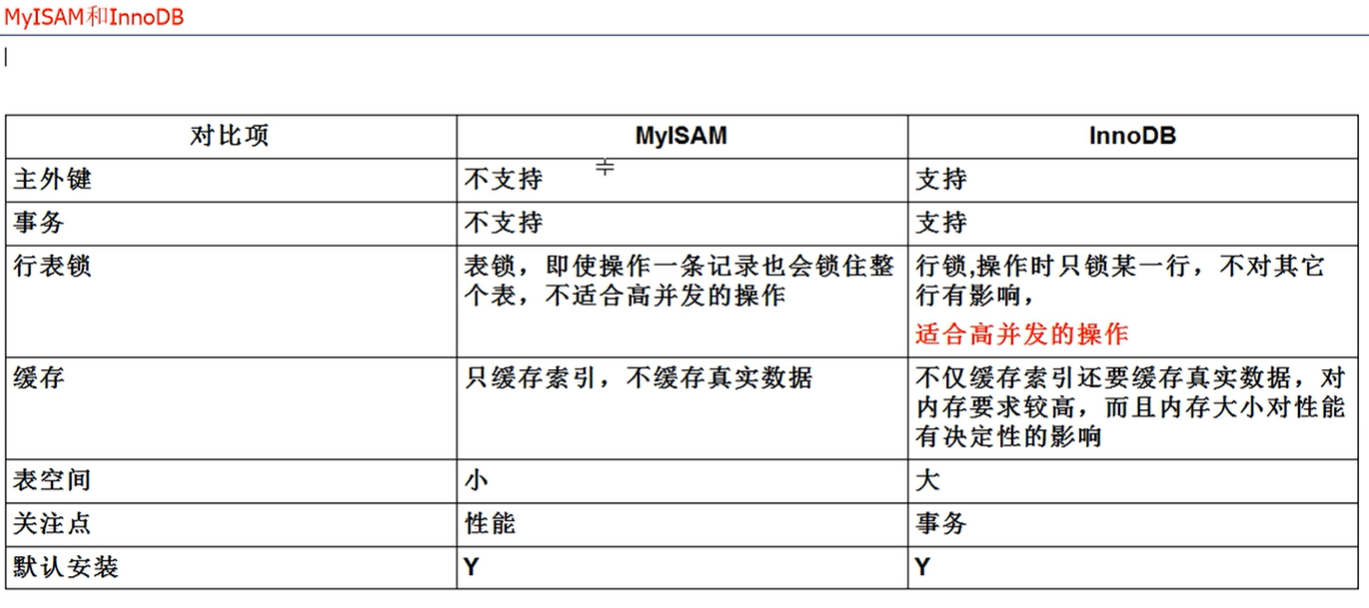 MyISAM和InnoDB
对比项 MyISAM InnoDB
主外键 不支持 支持
事务 不支持 支持
行表锁 表锁，即使操作一条记录也会锁住整 行锁,操作时只锁某一行，不对其它
个表，不适合高并发的操作 行有影响，
适合高并发的操作
缓存 只缓存索引，不缓存真实数据 不仅缓存索引还要缓存真实数据，对
内存要求较高，而且内存大小对性能
有决定性的影响
表空间 小 大
关注点 性能 事务
默认安装 Y Y